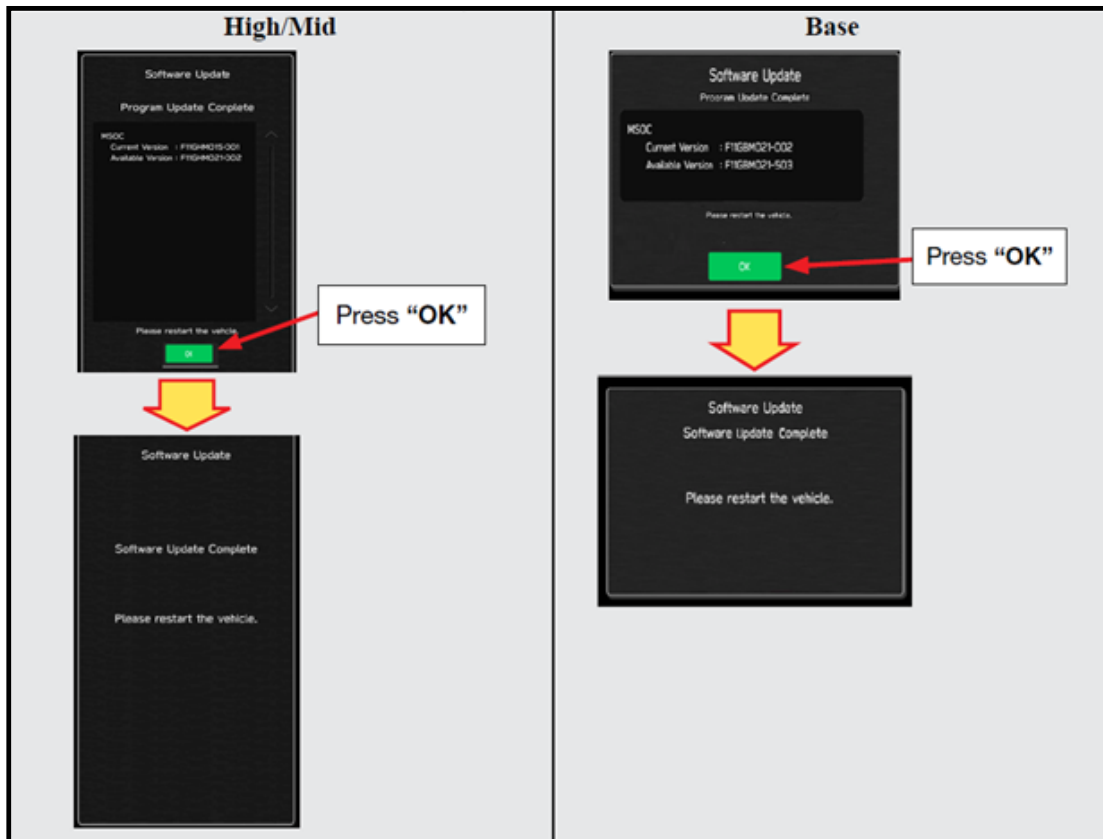 High/Mid
Software Update
Program Update Conplete
MSOC
Current Version : F11GHM015-001
Available Version : F11GHM021-002
Please restart the vehicle.
OK
Press “OK”
Software Update
Software Update Complete
Please restart the vehicle.
Base
Software Update
Program Update Complete
MSOC
Current Version : F11GBM021-002
Available Version : F11GBM021-503
Please restart the vehicle.
OK
Press “OK”
Software Update
Software Update Complete
Please restart the vehicle.